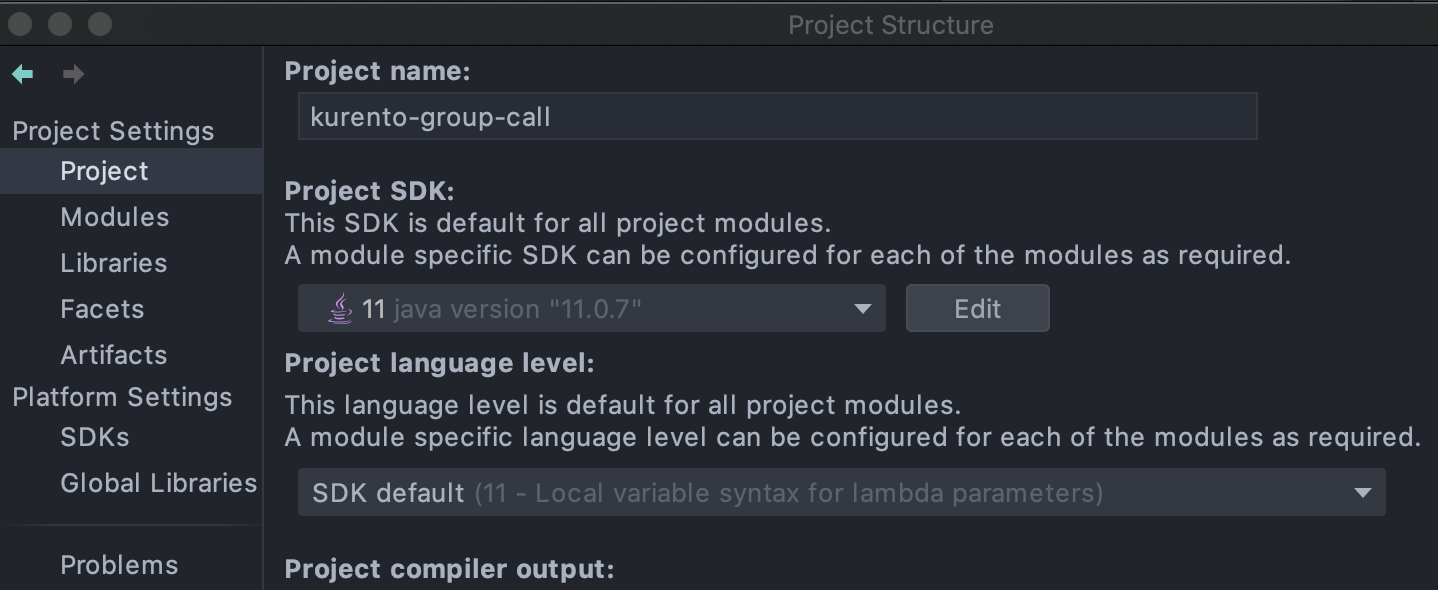 Project Structure
Project Settings
Project
Modules
Libraries
Facets
Artifacts
Platform Settings
SDKs
Global Libraries
Problems
Project name:
kurento-group-call
Project SDK:
This SDK is default for all project modules.
A module specific SDK can be configured for each of the modules as required.
11 java version "11.0.7"
Edit
Project language level:
This language level is default for all project modules.
A module specific language level can be configured for each of the modules as required.
SDK default (11 - Local variable syntax for lambda parameters)
Project compiler output: